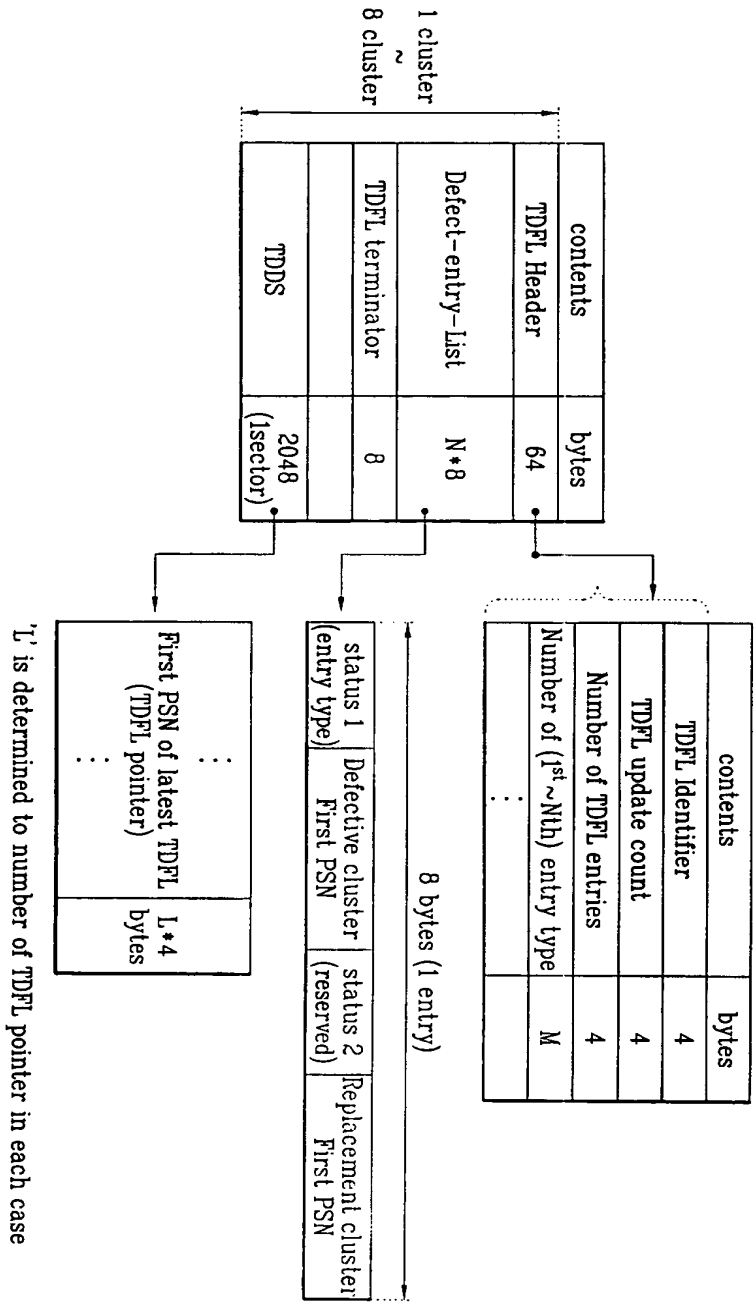 1 cluster
~
8 cluster
contents bytes
TDFL Header 64
Defect-entry-List N*8
TDFL terminator 8
TDDS 2048
(1sector)
contents bytes
TDFL Identifier 4
TDFL update count 4
Number of TDFL entries 4
Number of (1st~Nth) entry type M
⋮
8 bytes (1 entry)
status 1 Defective cluster status 2 Replacement cluster
(entry type) First PSN (reserved) First PSN
⋮
First PSN of latest TDFL L*4
(TDFL pointer) bytes
⋮
'L' is determined to number of TDFL pointer in each case